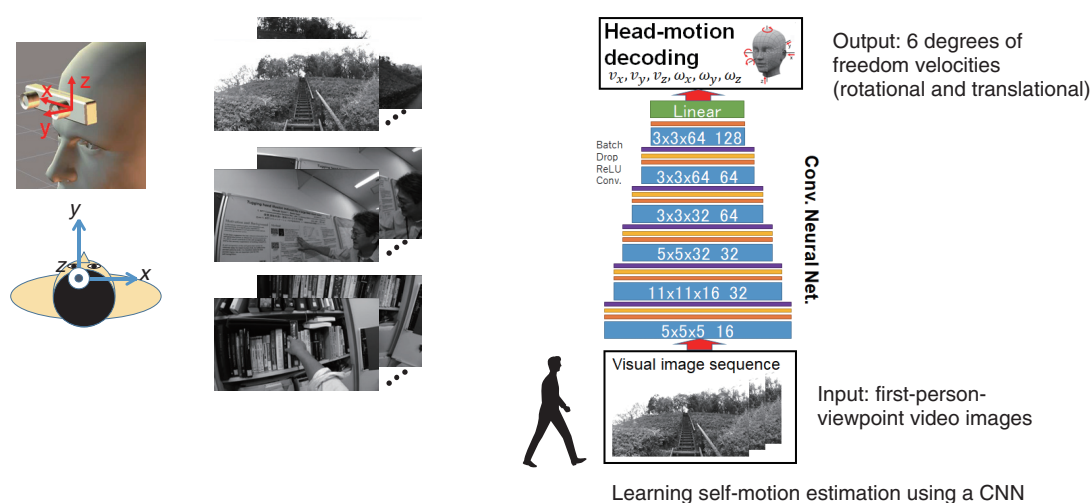 z
x
y
y
z
x
Head-motion
decoding
v_x, v_y, v_z, ω_x, ω_y, ω_z
Output: 6 degrees of
freedom velocities
(rotational and translational)
Linear
3x3x64 128
Batch
Drop
ReLU
Conv.
3x3x64 64
3x3x32 64
5x5x32 32
11x11x16 32
5x5x5 16
Conv. Neural Net.
Visual image sequence
Input: first-person-
viewpoint video images
Learning self-motion estimation using a CNN